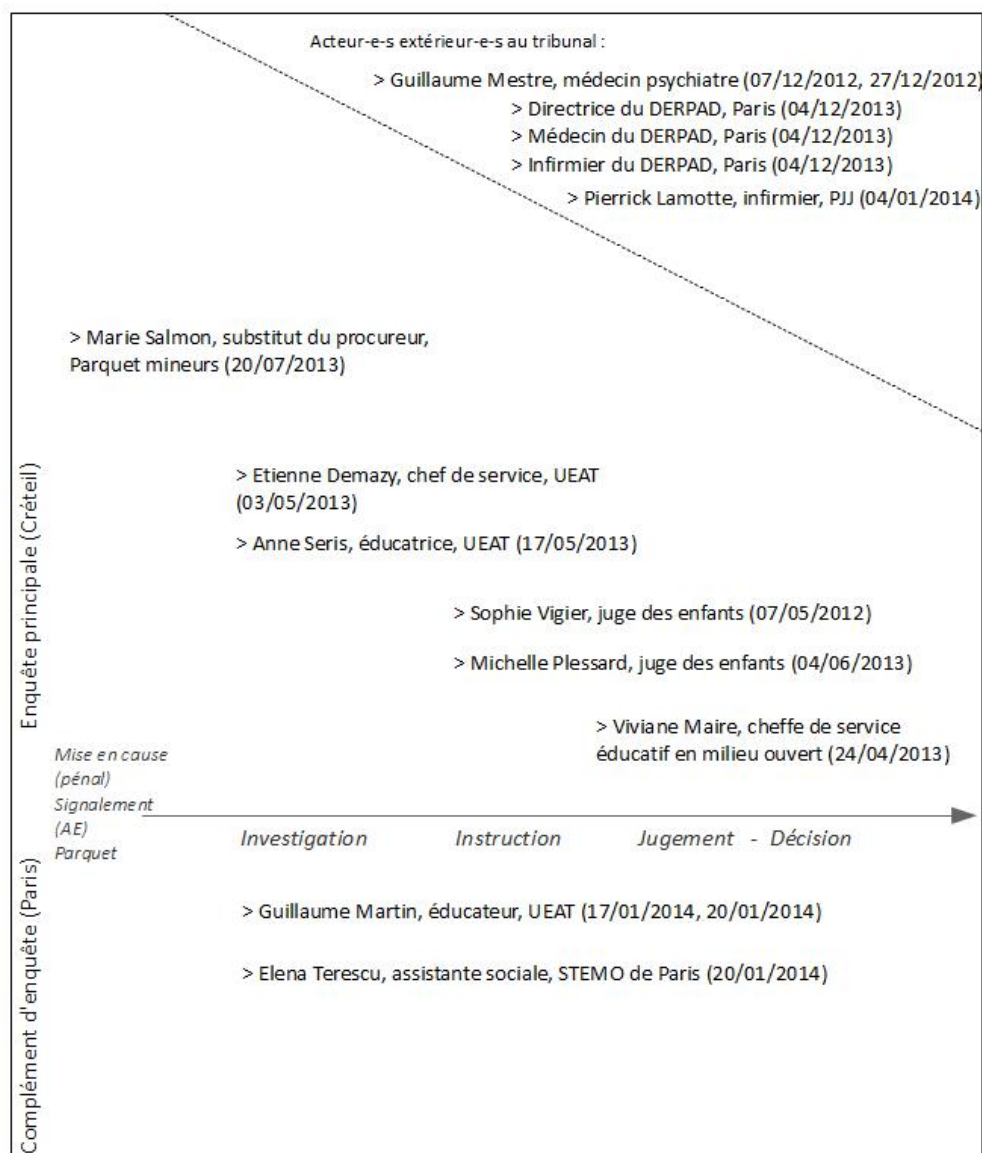 Acteur-e-s extérieur-e-s au tribunal :
> Guillaume Mestre, médecin psychiatre (07/12/2012, 27/12/2012)
> Directrice du DERPAD, Paris (04/12/2013)
> Médecin du DERPAD, Paris (04/12/2013)
> Infirmier du DERPAD, Paris (04/12/2013)
> Pierrick Lamotte, infirmier, PJJ (04/01/2014)
> Marie Salmon, substitut du procureur,
Parquet mineurs (20/07/2013)
Enquête principale (Créteil)
> Etienne Demazy, chef de service, UEAT
(03/05/2013)
> Anne Seris, éducatrice, UEAT (17/05/2013)
> Sophie Vigier, juge des enfants (07/05/2012)
> Michelle Plessard, juge des enfants (04/06/2013)
> Viviane Maire, cheffe de service
éducatif en milieu ouvert (24/04/2013)
Mise en cause
(pénal)
Signalement
(AE)
Parquet
Investigation
Instruction
Jugement - Décision
Complément d'enquête (Paris)
> Guillaume Martin, éducateur, UEAT (17/01/2014, 20/01/2014)
> Elena Terescu, assistante sociale, STEMO de Paris (20/01/2014)